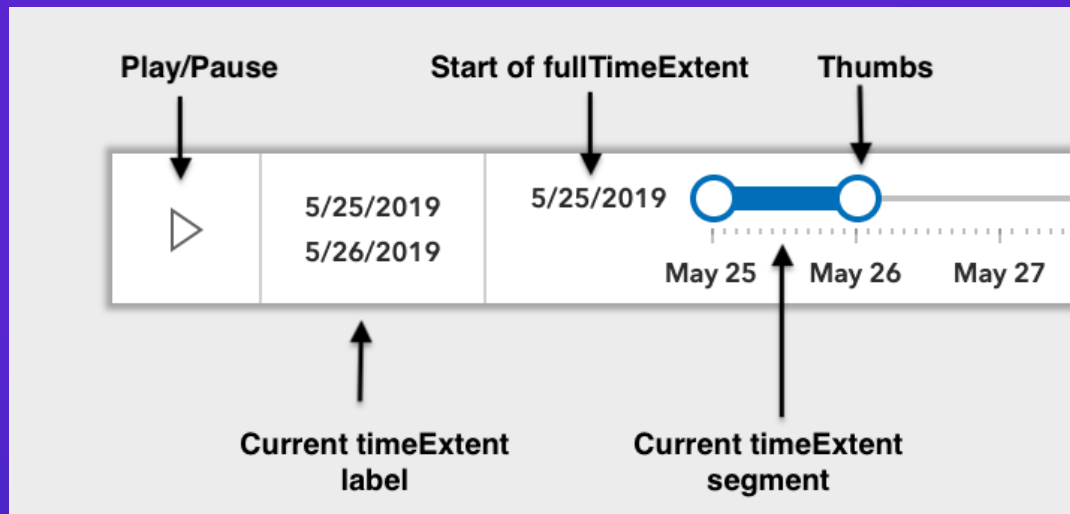 Play/Pause
Start of fullTimeExtent
Thumbs
5/25/2019
5/26/2019
5/25/2019
May 25
May 26
May 27
Current timeExtent
label
Current timeExtent
segment